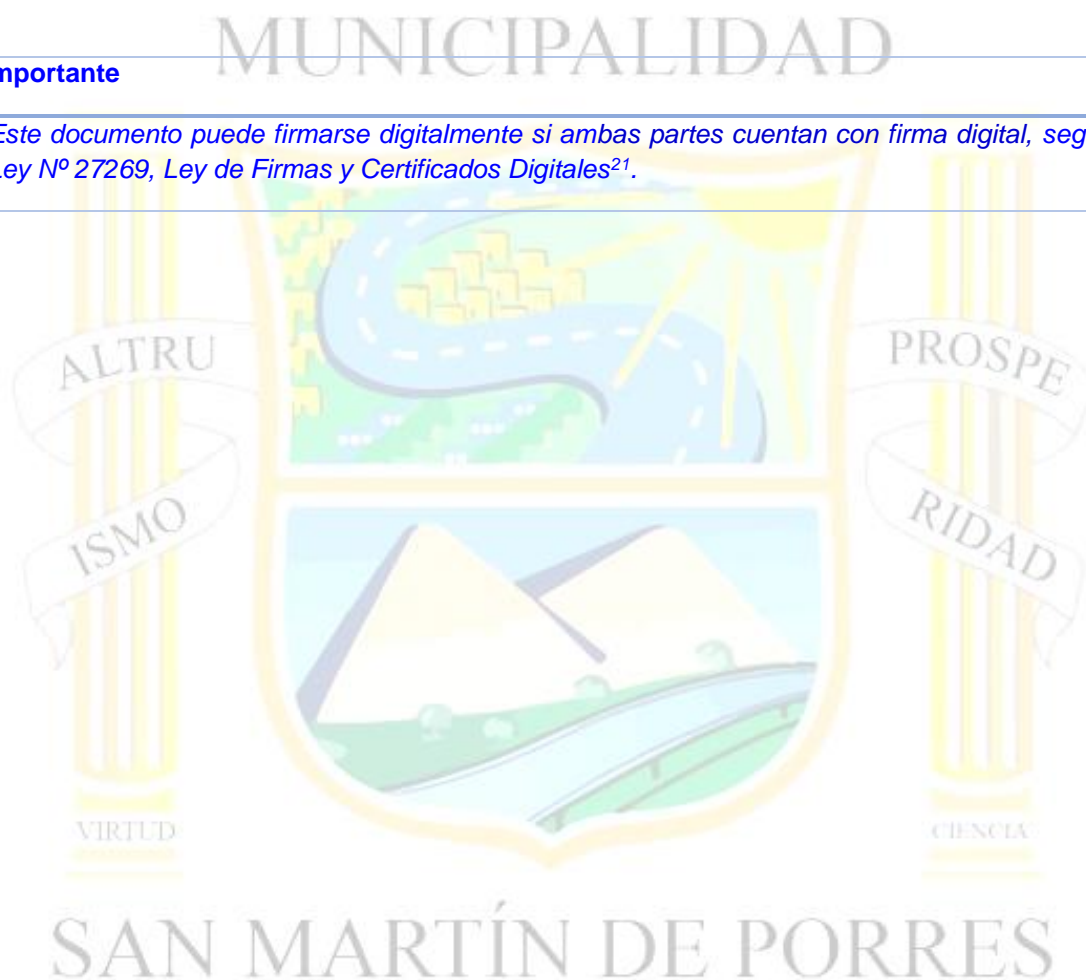 MUNICIPALIDAD
mportante
Este documento puede firmarse digitalmente si ambas partes cuentan con firma digital, seg
Ley Nº 27269, Ley de Firmas y Certificados Digitales²¹.
ALTRU
ISMO
PROSPE
RIDAD
VIRTUD
CIENCIA
SAN MARTÍN DE PORRES